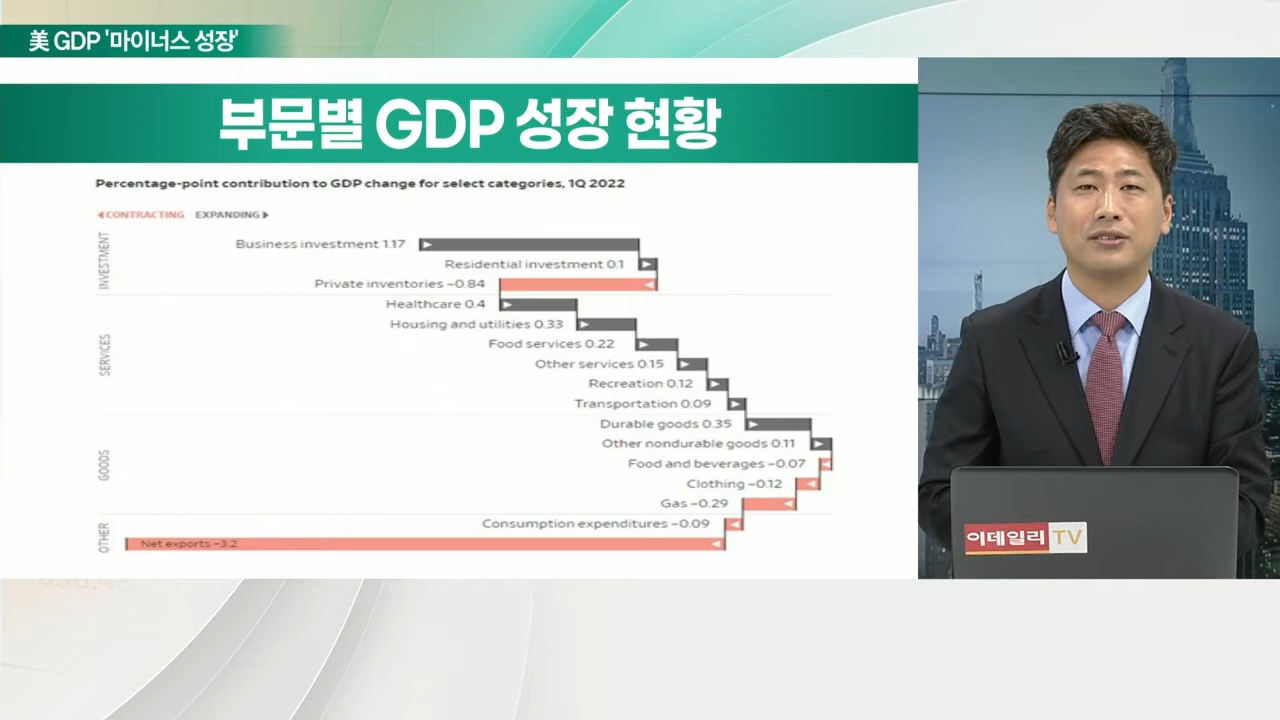 美 GDP '마이너스 성장'
부문별 GDP 성장 현황
Percentage-point contribution to GDP change for select categories, 1Q 2022
CONTRACTING EXPANDING
INVESTMENT
Business investment 1.17
Residential investment 0.1
Private inventories −0.84
SERVICES
Healthcare 0.4
Housing and utilities 0.33
Food services 0.22
Other services 0.15
Recreation 0.12
Transportation 0.09
GOODS
Durable goods 0.35
Other nondurable goods 0.11
Food and beverages −0.07
Clothing −0.12
Gas −0.29
OTHER
Consumption expenditures −0.09
Net exports −3.2
이데일리 TV